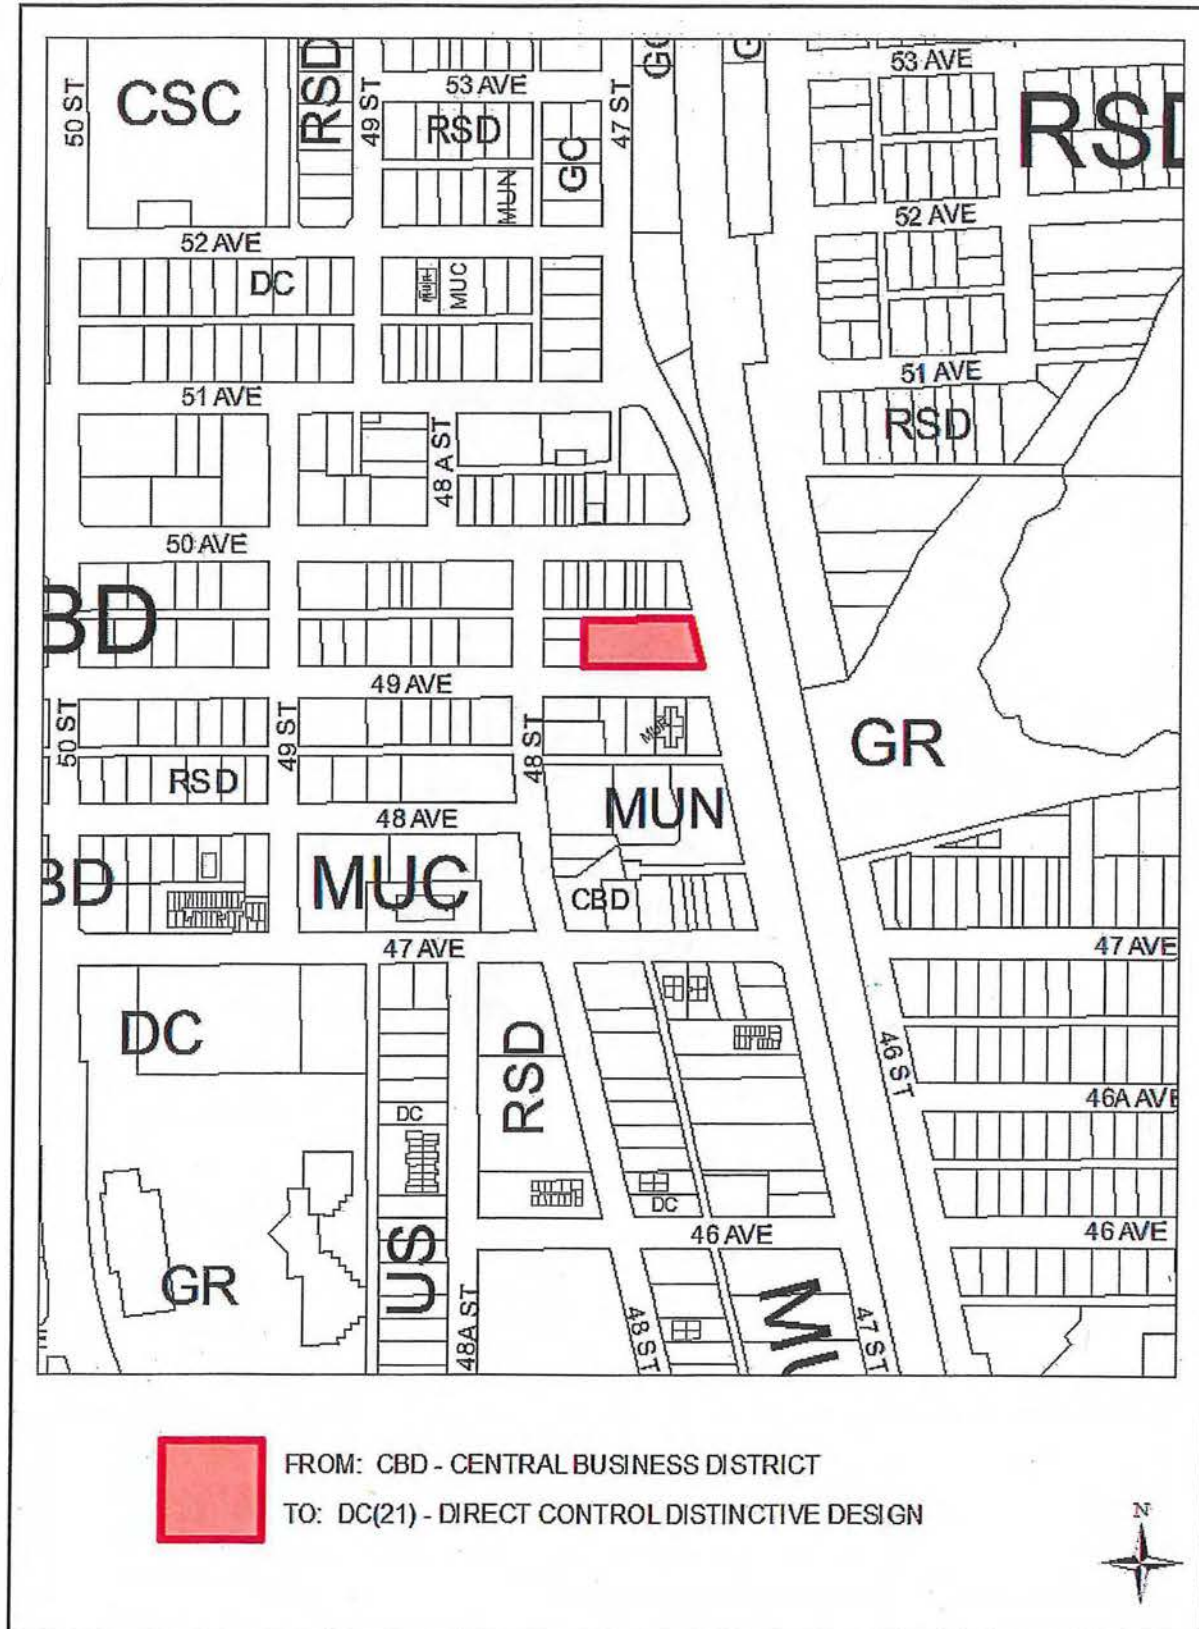 GC
G
53 AVE
CSC
RSD
50 ST
49 ST
53 AVE
RSD
GC
47 ST
RSD
MUN
52 AVE
52 AVE
DC
MUC
51 AVE
51 AVE
RSD
48 A ST
50 AVE
BD
49 AVE
50 ST
49 ST
48 ST
MUR
GR
RSD
MUN
48 AVE
BD
MUC
CBD
47 AVE
47 AVE
DC
RSD
46 ST
46A AVE
DC
DC
46 AVE
46 AVE
US
GR
48A ST
48 ST
MU
47 ST
FROM: CBD - CENTRAL BUSINESS DISTRICT
TO: DC(21) - DIRECT CONTROL DISTINCTIVE DESIGN
N